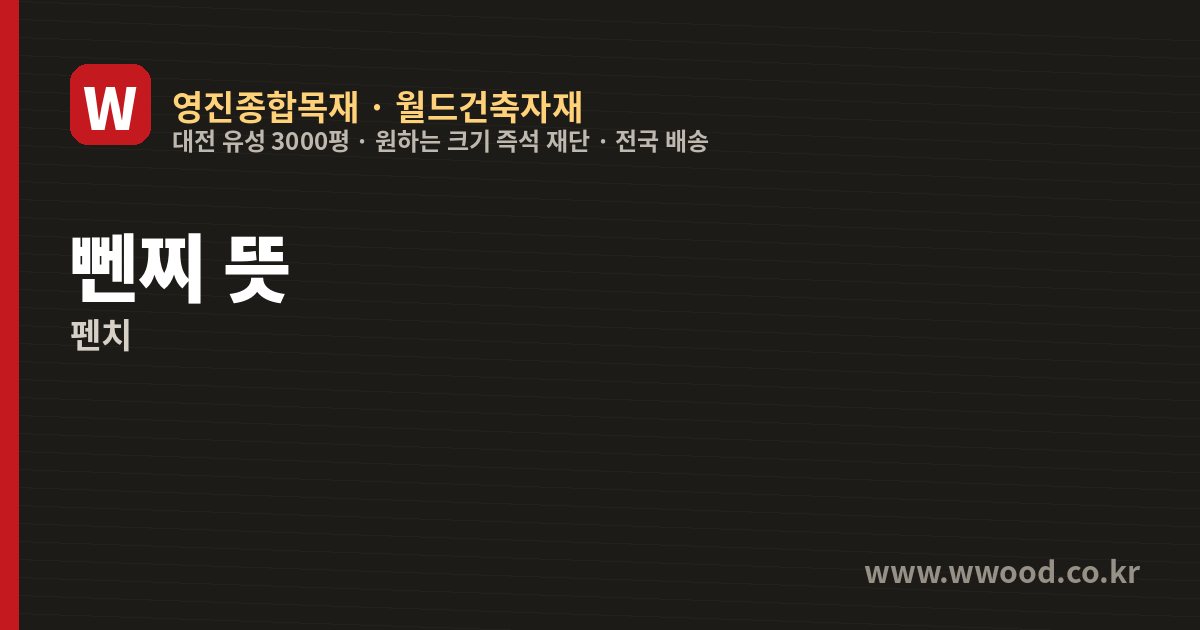 W
영진종합목재 · 월드건축자재
대전 유성 3000평 · 원하는 크기 즉석 재단 · 전국 배송
뻰찌 뜻
펜치
www.wwood.co.kr